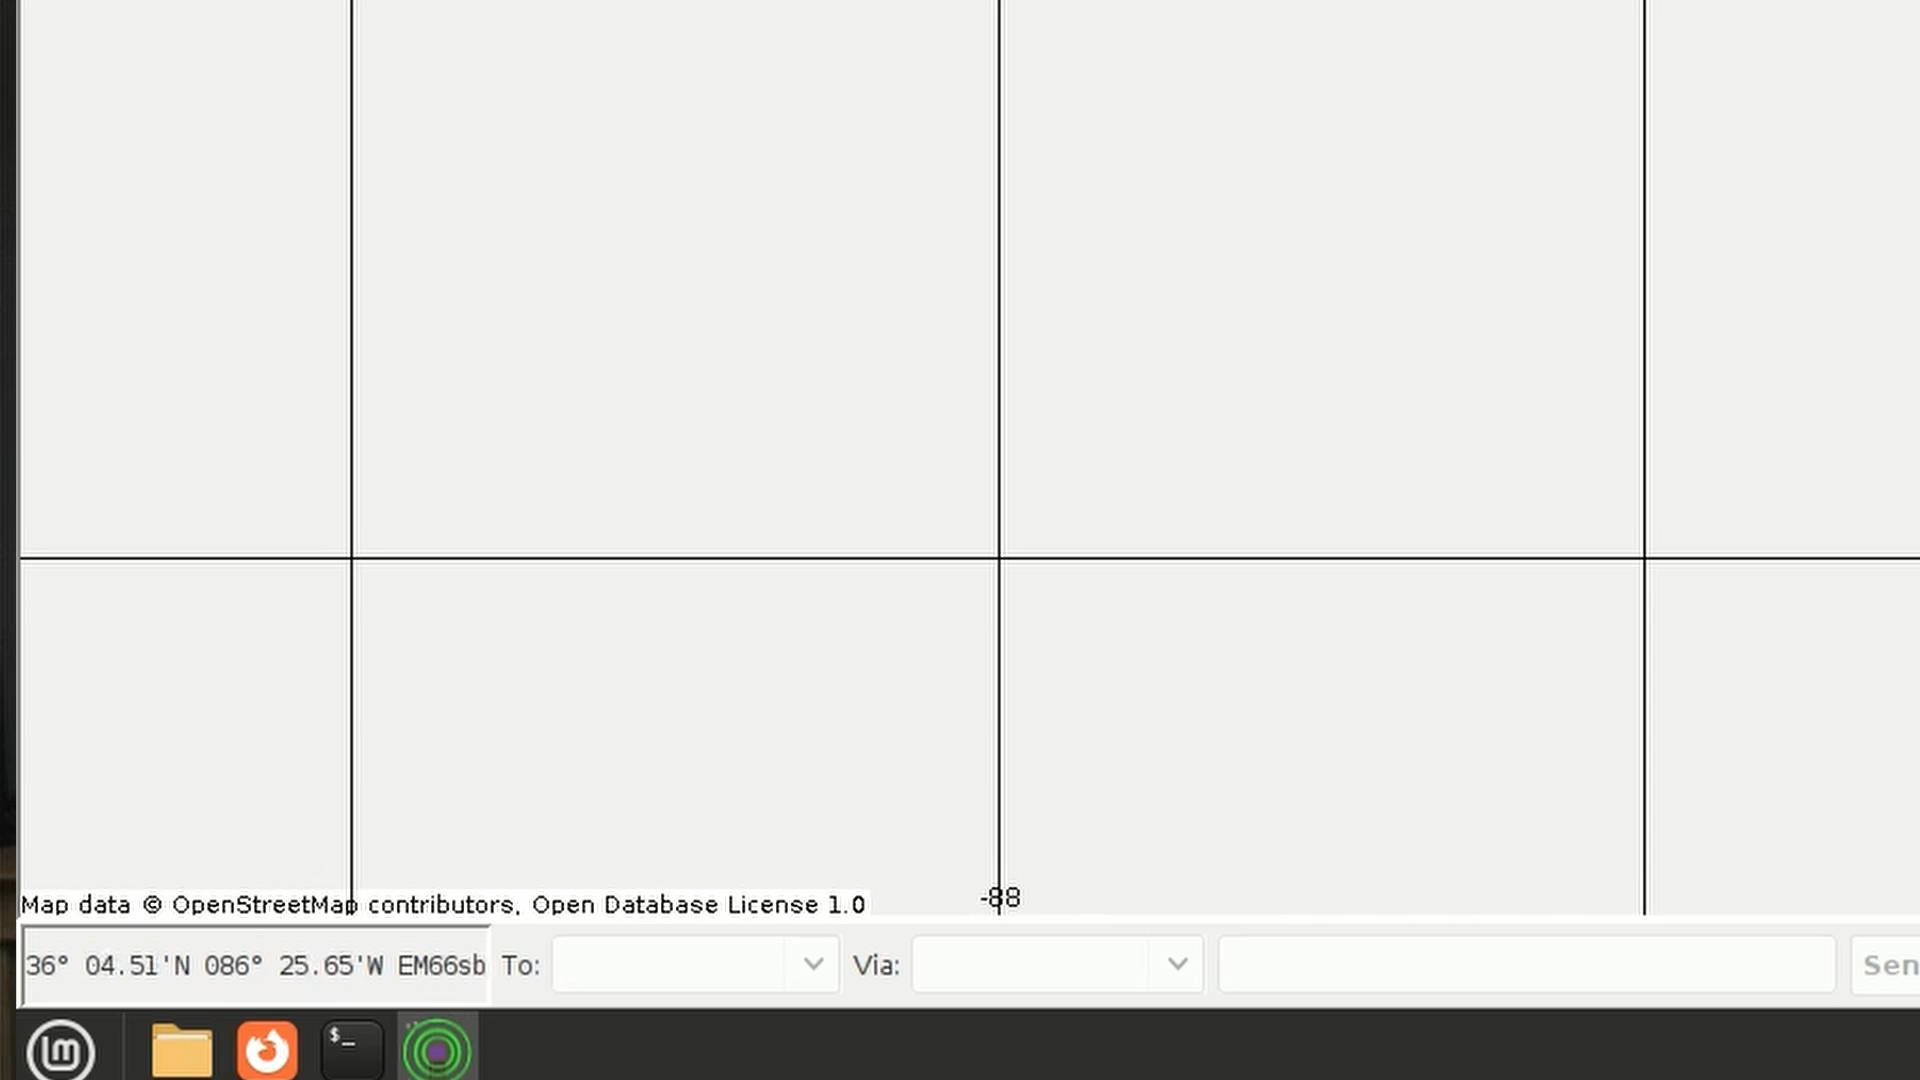 -88
Map data © OpenStreetMap contributors, Open Database License 1.0
36° 04.51'N 086° 25.65'W EM66sb To: Via: Sen
$_